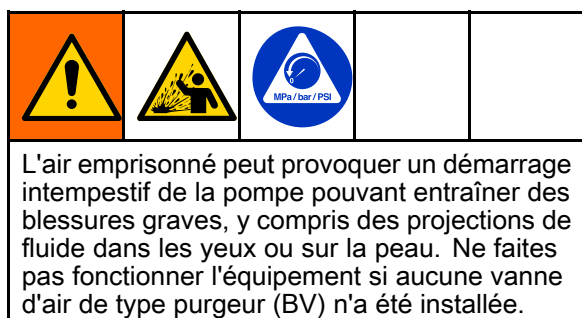 MPa/bar/PSI
L'air emprisonné peut provoquer un démarrage
intempestif de la pompe pouvant entraîner des
blessures graves, y compris des projections de
fluide dans les yeux ou sur la peau. Ne faites
pas fonctionner l'équipement si aucune vanne
d'air de type purgeur (BV) n'a été installée.